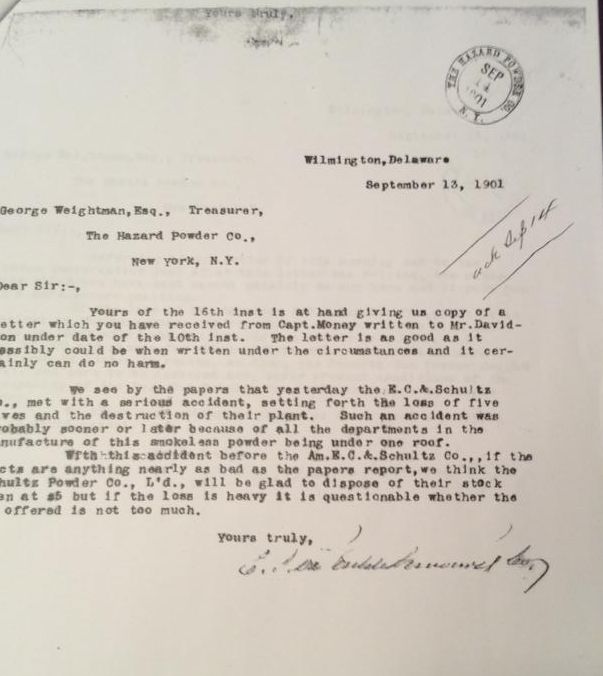 Yours truly,
THE HAZARD POWDER CO.
SEP
14
1901
N. Y.
Wilmington, Delaware
September 13, 1901
ack Sep 14
George Weightman, Esq., Treasurer,
The Hazard Powder Co.,
New York, N.Y.
Dear Sir:-,
Yours of the 16th inst is at hand giving us copy of a
etter which you have received from Capt.Money written to Mr.David-
on under date of the 10th inst. The letter is as good as it
ossibly could be when written under the circumstances and it cer-
ainly can do no harm.
We see by the papers that yesterday the E.C.& Schultz
o., met with a serious accident, setting forth the loss of five
ives and the destruction of their plant. Such an accident was
robably sooner or later because of all the departments in the
nufacture of this smokeless powder being under one roof.
With this accident before the Am.E.C.& Schultz Co.,, if the
cts are anything nearly as bad as the papers report, we think the
hultz Powder Co., L'd., will be glad to dispose of their stock
en at $5 but if the loss is heavy it is questionable whether the
offered is not too much.
Yours truly,
E. I. du